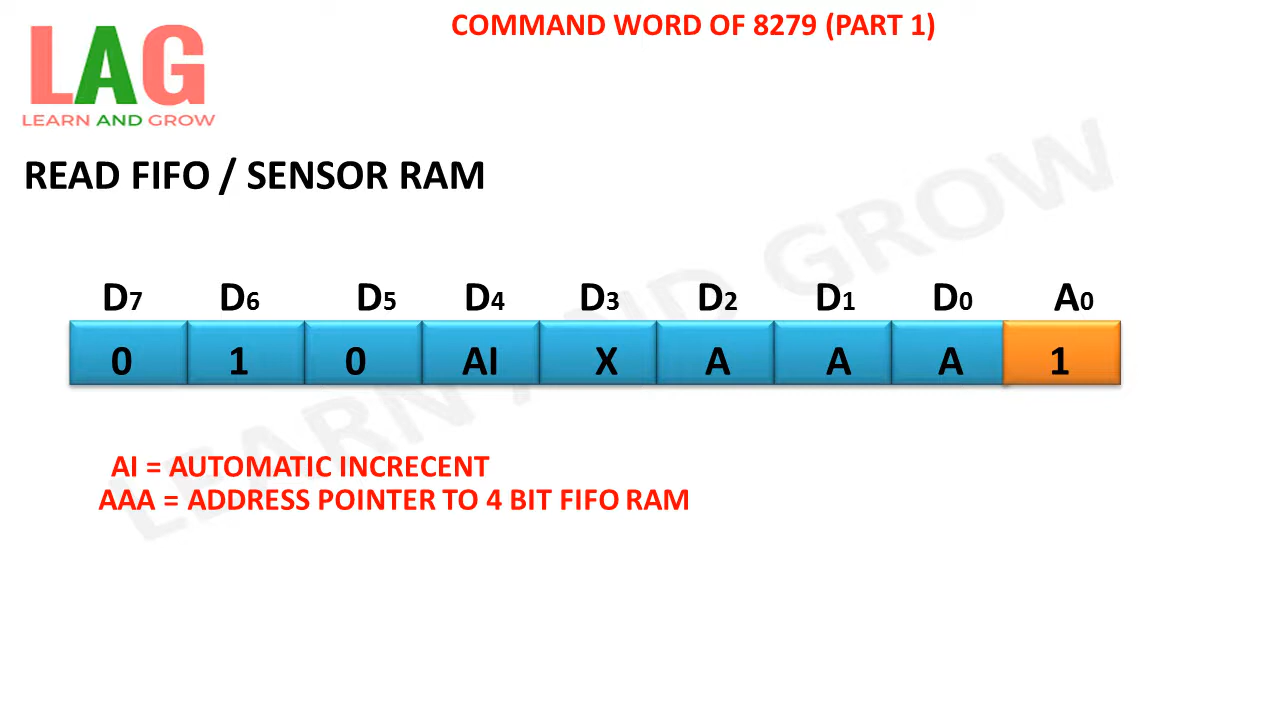 COMMAND WORD OF 8279 (PART 1)
LAG
LEARN AND GROW
READ FIFO / SENSOR RAM
D7 D6 D5 D4 D3 D2 D1 D0 A0
0 1 0 AI X A A A 1
AI = AUTOMATIC INCRECENT
AAA = ADDRESS POINTER TO 4 BIT FIFO RAM
LEARN AND GROW